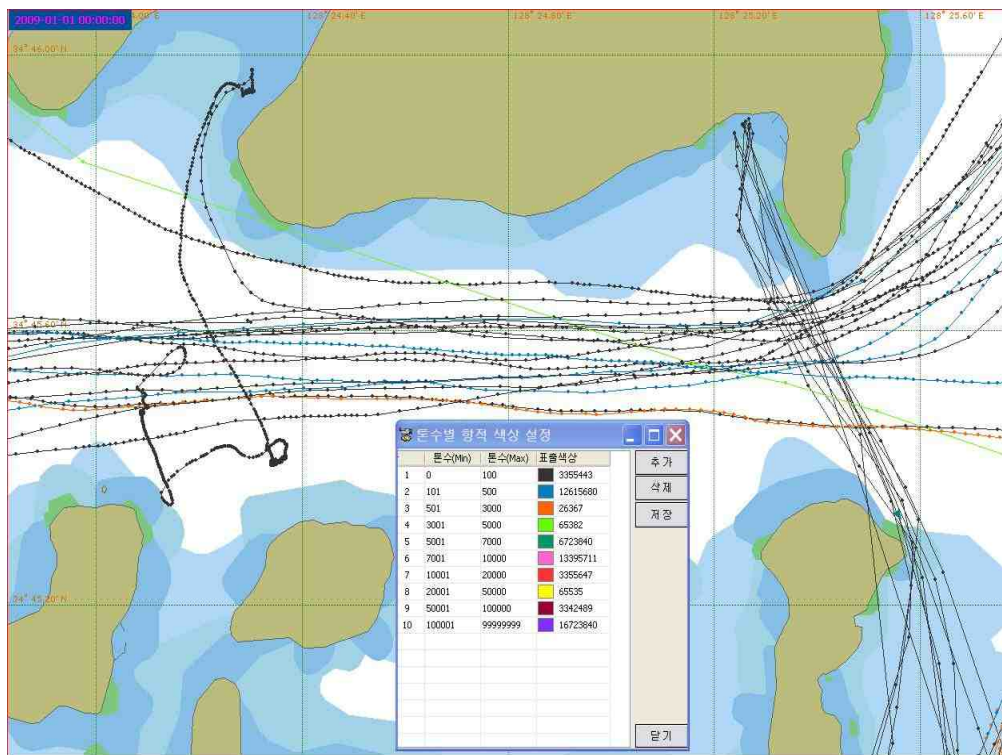 2009-01-01 00:00:00
4.00' E
128° 24.40' E
128° 24.80' E
128° 25.20' E
128° 25.60' E
34° 46.00' N
34° 45.60' N
34° 45.20' N
0
톤수별 항적 색상 설정
톤수(Min) 톤수(Max) 표출색상
1 0 100 3355443
2 101 500 12615680
3 501 3000 26367
4 3001 5000 65382
5 5001 7000 6723840
6 7001 10000 13395711
7 10001 20000 3355647
8 20001 50000 65535
9 50001 100000 3342489
10 100001 99999999 16723840
추가
삭제
저장
닫기